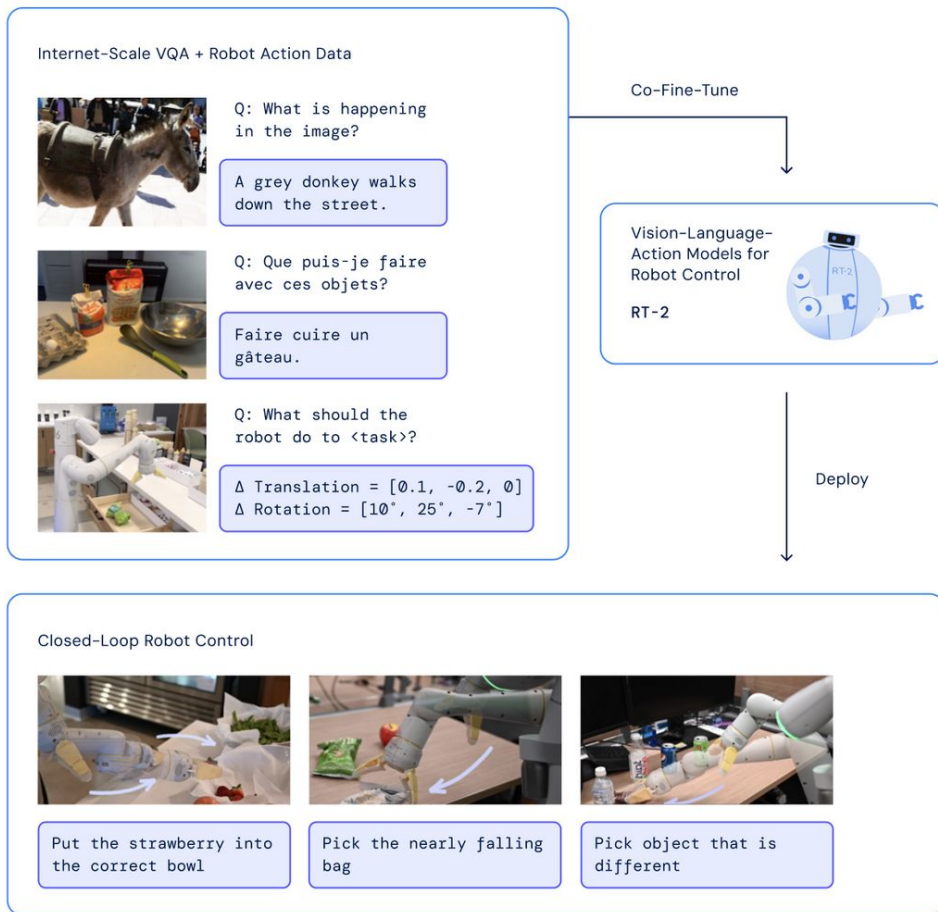 Internet-Scale VQA + Robot Action Data
Q: What is happening
in the image?
A grey donkey walks
down the street.
Q: Que puis-je faire
avec ces objets?
Faire cuire un
gâteau.
Q: What should the
robot do to <task>?
Δ Translation = [0.1, -0.2, 0]
Δ Rotation = [10°, 25°, -7°]
Co-Fine-Tune
Vision-Language-
Action Models for
Robot Control
RT-2
RT-2
Deploy
Closed-Loop Robot Control
Put the strawberry into
the correct bowl
Pick the nearly falling
bag
Pick object that is
different